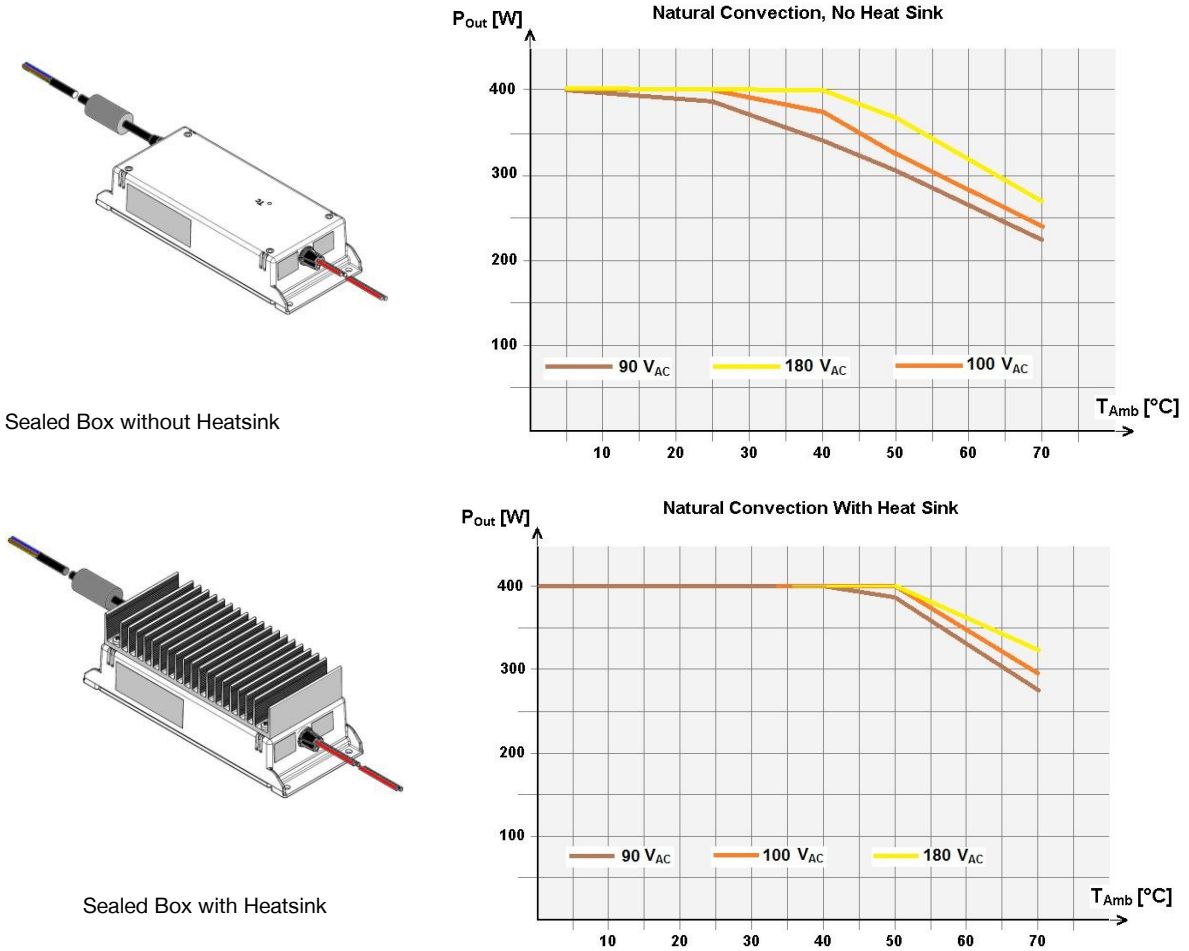 Natural Convection, No Heat Sink
P_Out [W]
400
300
200
100
90 V_AC
180 V_AC
100 V_AC
T_Amb [°C]
10 20 30 40 50 60 70
Tc
Sealed Box without Heatsink
Natural Convection With Heat Sink
P_Out [W]
400
300
200
100
90 V_AC
100 V_AC
180 V_AC
T_Amb [°C]
10 20 30 40 50 60 70
Sealed Box with Heatsink